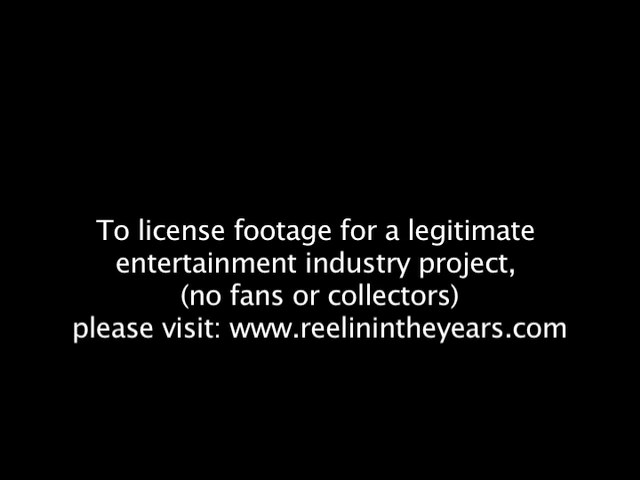 To license footage for a legitimate
entertainment industry project,
(no fans or collectors)
please visit: www.reelinintheyears.com